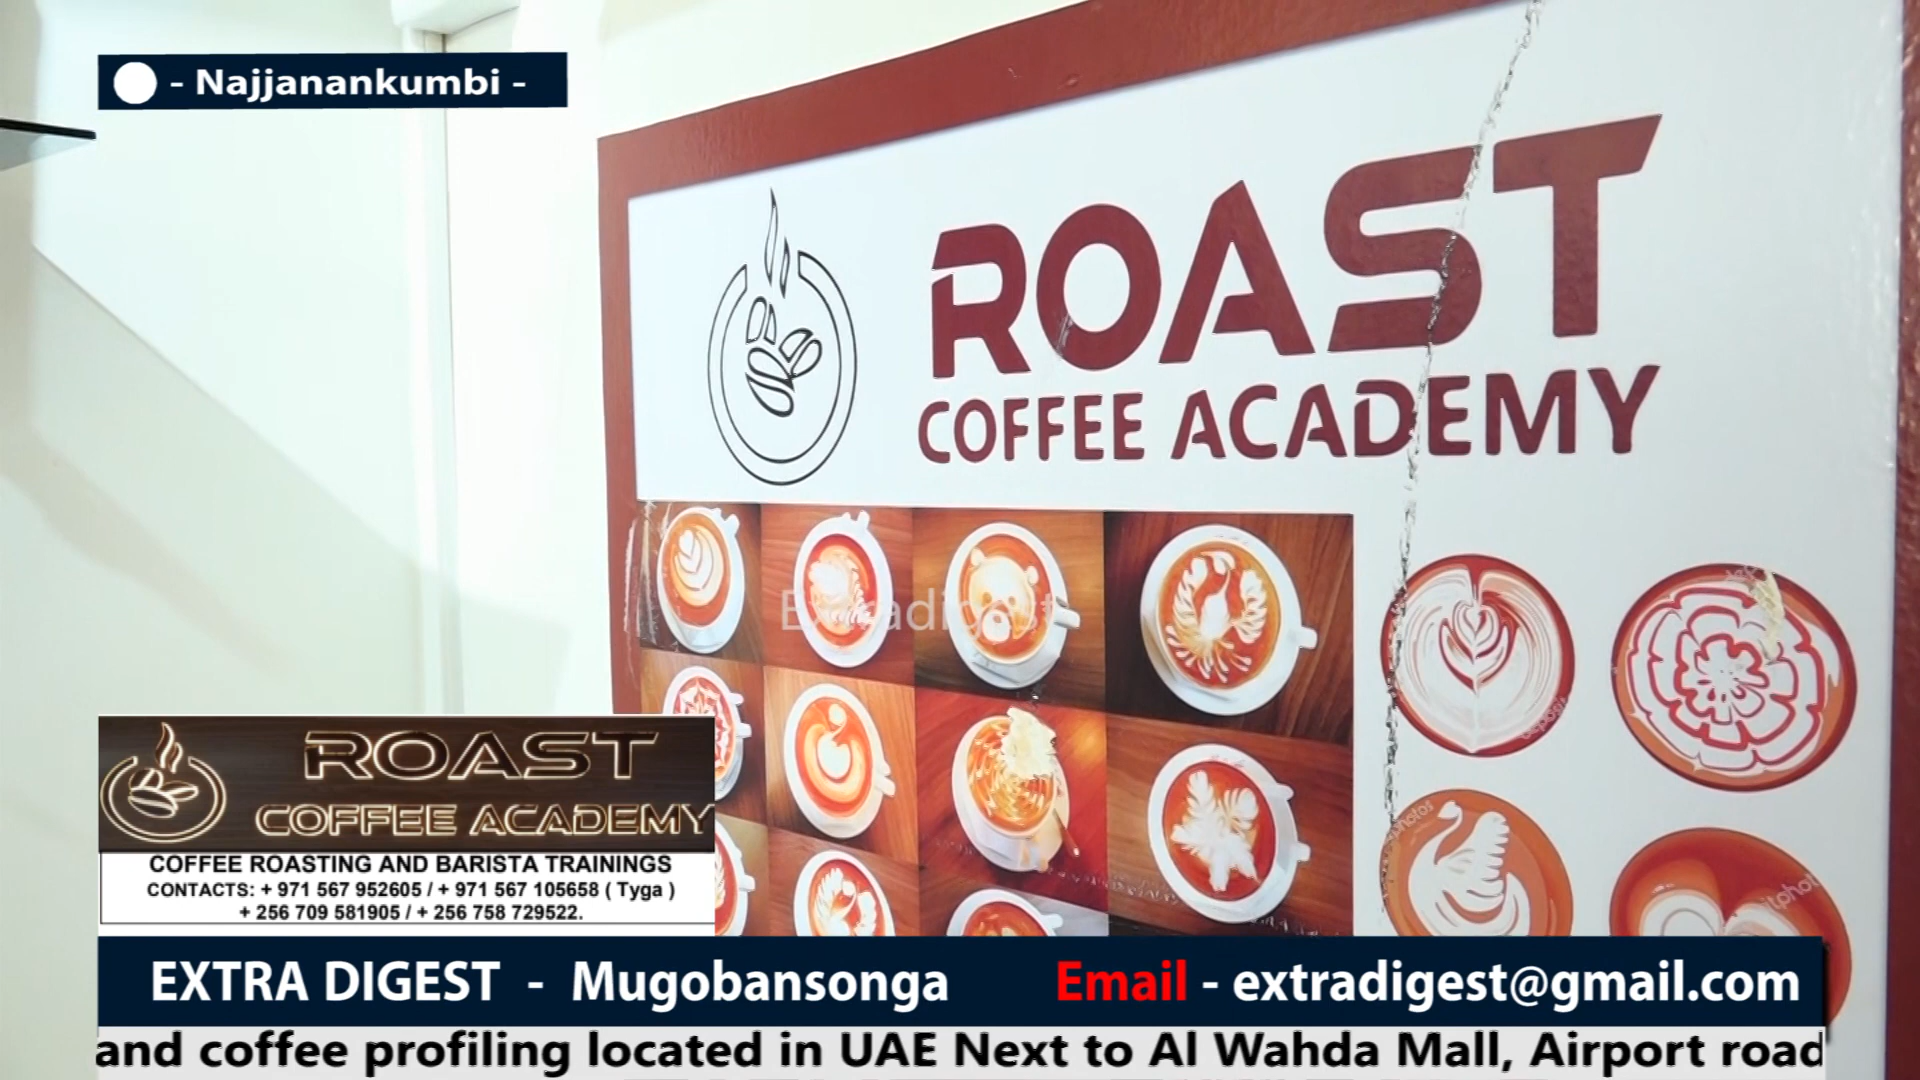 - Najjanankumbi -
ROAST
COFFEE ACADEMY
Extradigest
ROAST
COFFEE ACADEMY
COFFEE ROASTING AND BARISTA TRAININGS
CONTACTS: + 971 567 952605 / + 971 567 105658 ( Tyga )
+ 256 709 581905 / + 256 758 729522.
EXTRA DIGEST - Mugobansonga Email - extradigest@gmail.com
and coffee profiling located in UAE Next to Al Wahda Mall, Airport road